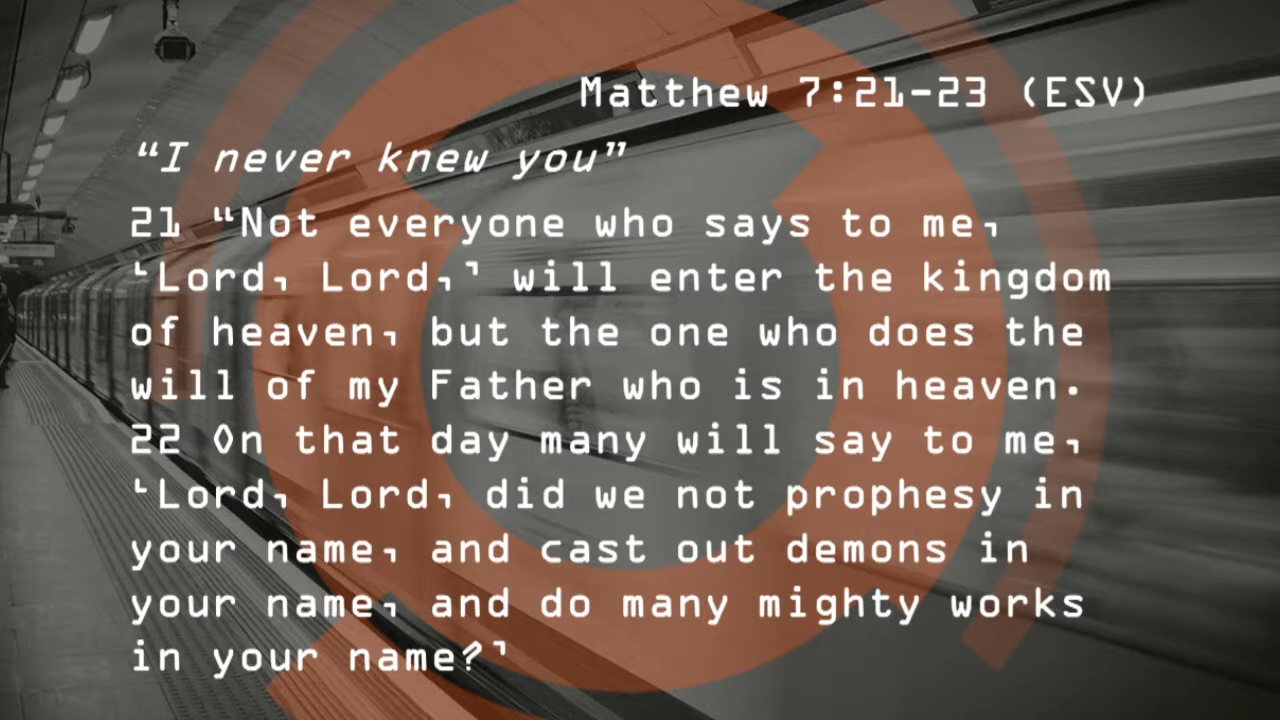 Matthew 7:21-23 (ESV)
“I never knew you”
21 “Not everyone who says to me,
‘Lord, Lord,’ will enter the kingdom
of heaven, but the one who does the
will of my Father who is in heaven.
22 On that day many will say to me,
‘Lord, Lord, did we not prophesy in
your name, and cast out demons in
your name, and do many mighty works
in your name?’